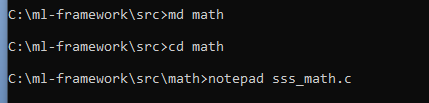 C:\ml-framework\src>md math
C:\ml-framework\src>cd math
C:\ml-framework\src\math>notepad sss_math.c